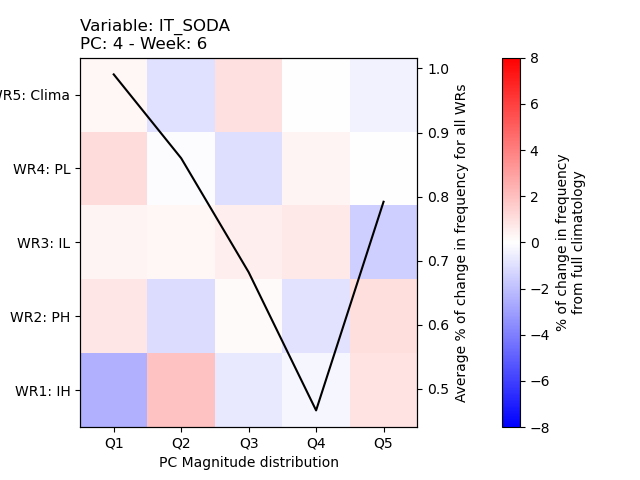 Variable: IT_SODA
PC: 4 - Week: 6
WR5: Clima
WR4: PL
WR3: IL
WR2: PH
WR1: IH
Q1 Q2 Q3 Q4 Q5
PC Magnitude distribution
1.0
0.9
0.8
0.7
0.6
0.5
Average % of change in frequency for all WRs
8
6
4
2
0
−2
−4
−6
−8
% of change in frequency
from full climatology